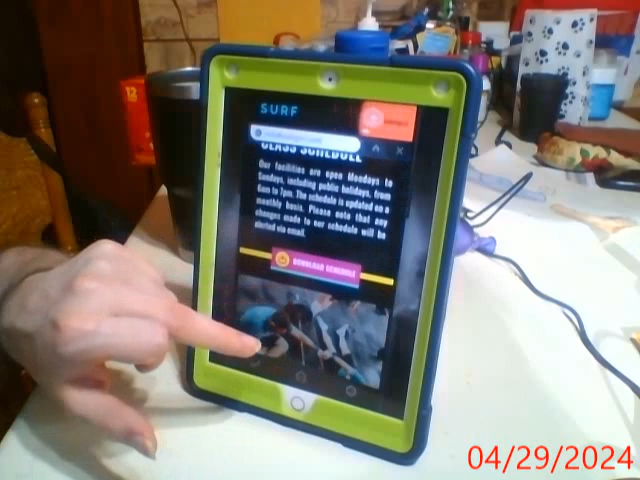 SURF
CLASS SCHEDULE
Our facilities are open Mondays to
Sundays, including public holidays, from
6am to 7pm. The schedule is updated on a
monthly basis. Please note that any
changes made to our schedule will be
alerted via email.
DOWNLOAD SCHEDULE
12
04/29/2024